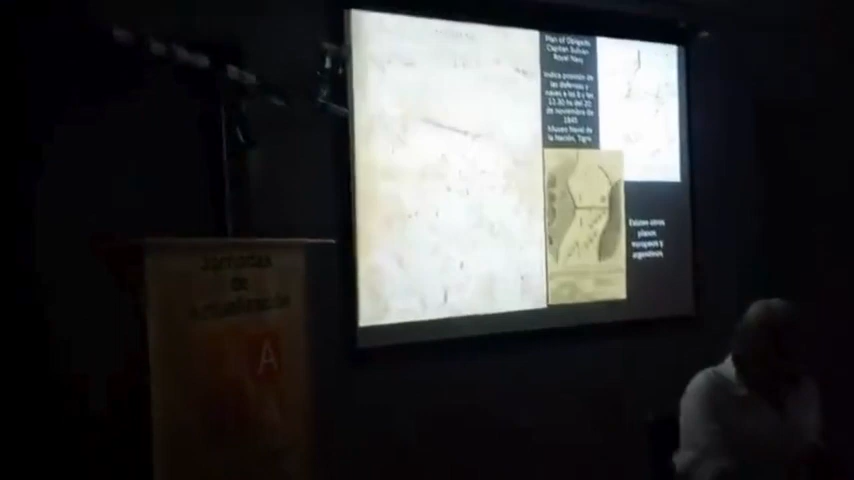 Plan of Obligado,
Captain Sulivan
Royal Navy
Indica posición de
las defensas y
naves a las 8 y las
12.30 hs del 20
de noviembre de
1845
Museo Naval de
la Nación, Tigre
Existen otros
planos
europeos y
argentinos
Jornadas
de
A